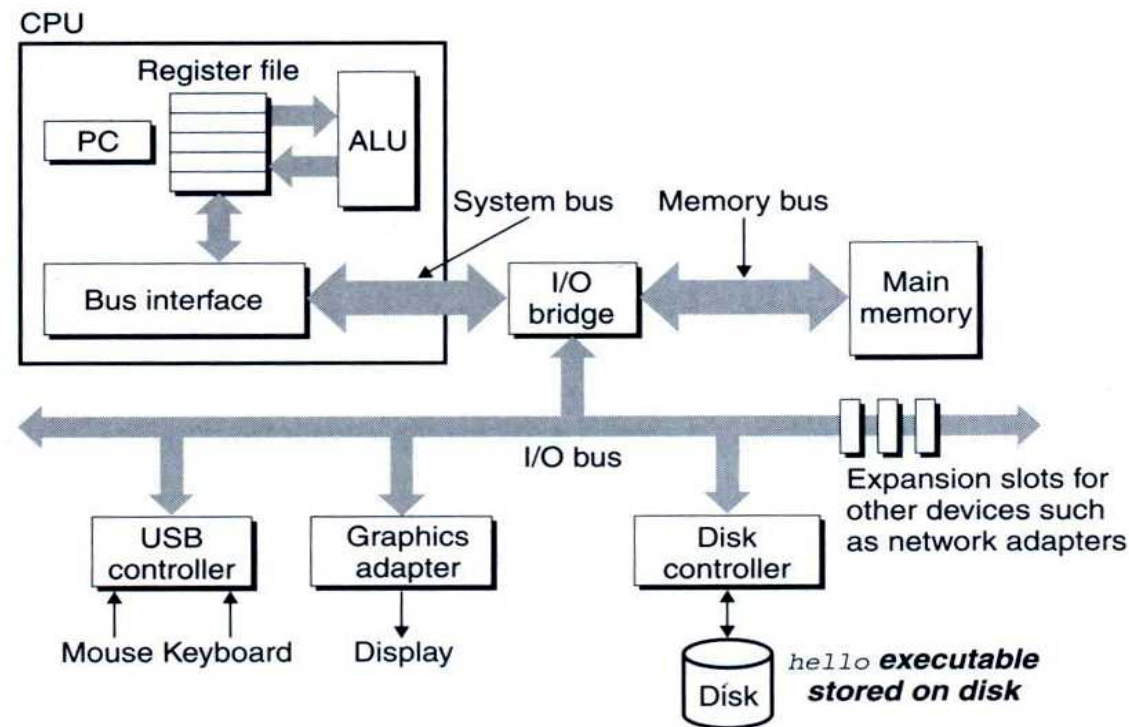 CPU
Register file
PC
ALU
System bus
Memory bus
Bus interface
I/O
bridge
Main
memory
I/O bus
Expansion slots for
other devices such
as network adapters
USB
controller
Graphics
adapter
Disk
controller
Mouse Keyboard
Display
Disk
hello executable
stored on disk